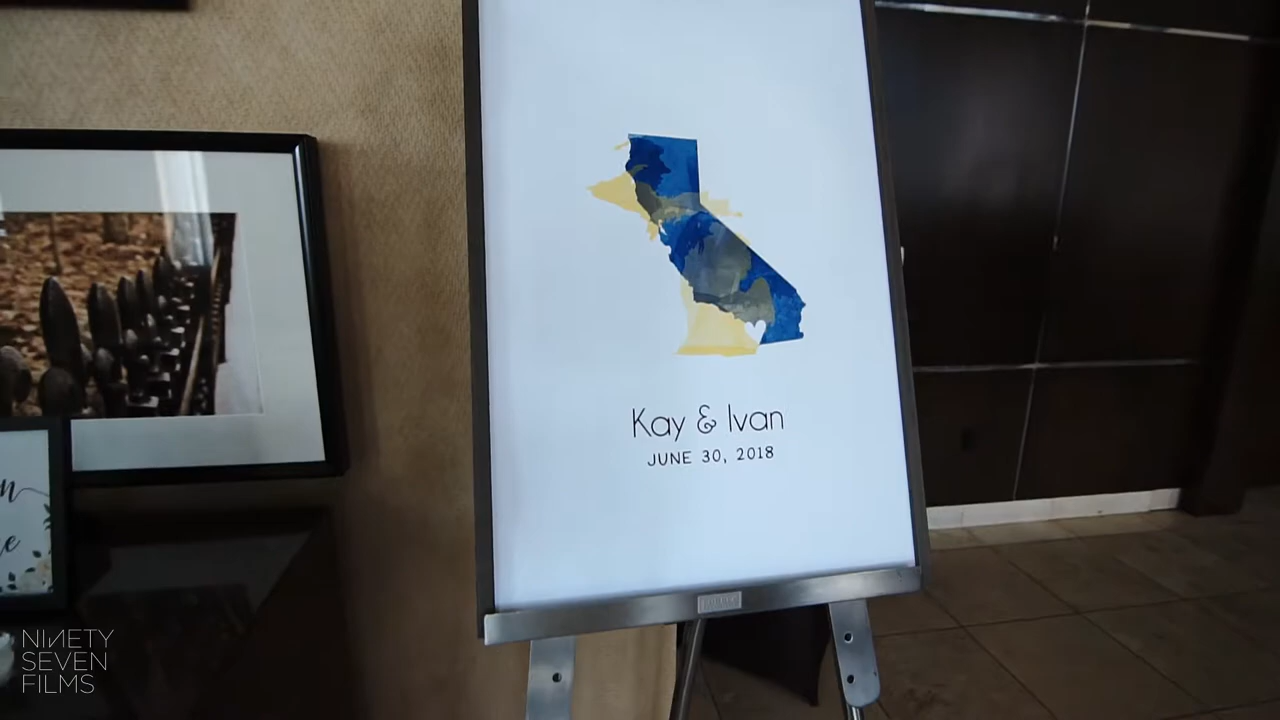 Kay & Ivan
JUNE 30, 2018
NINETY
SEVEN
FILMS